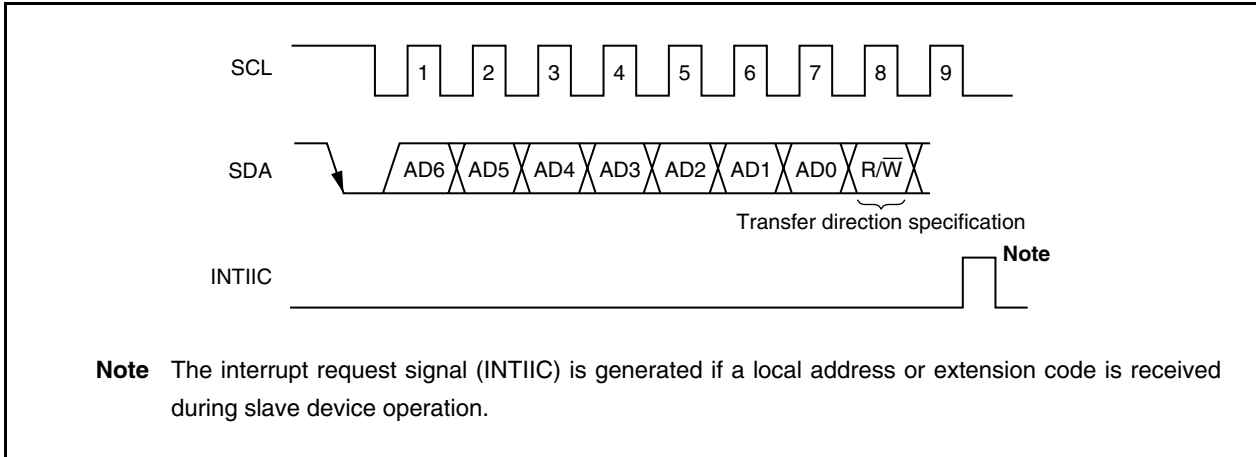 SCL 1 2 3 4 5 6 7 8 9
SDA AD6 AD5 AD4 AD3 AD2 AD1 AD0 R/W̅
Transfer direction specification
INTIIC Note
Note The interrupt request signal (INTIIC) is generated if a local address or extension code is received
during slave device operation.